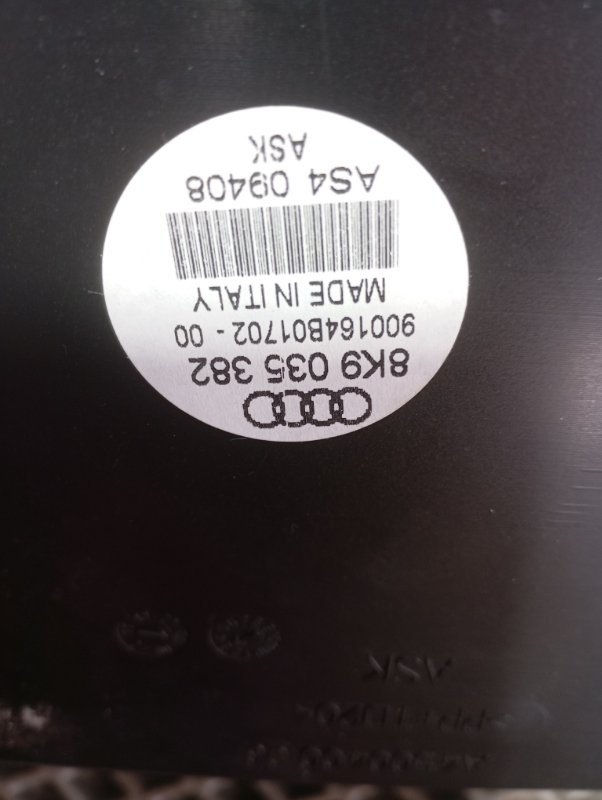 8K9 035 382
900164B01702 - 00
MADE IN ITALY
AS4 09408
ASK
ASK